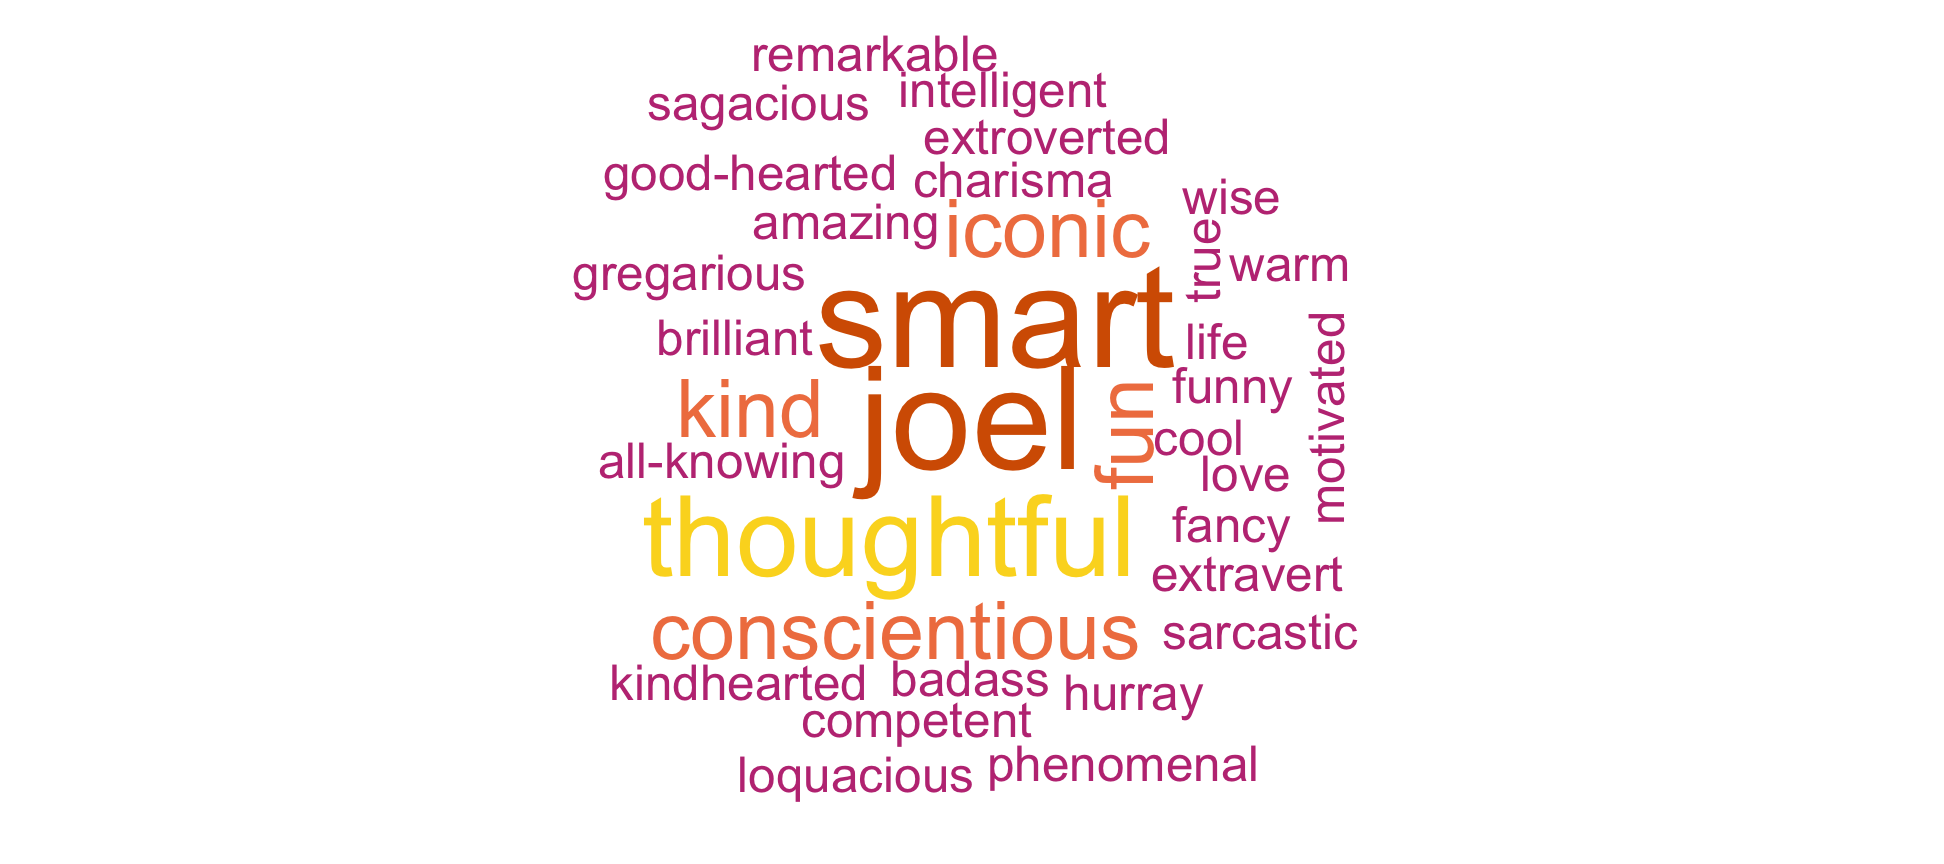 remarkable
intelligent
sagacious
extroverted
good-hearted
charisma
wise
amazing
iconic
true
warm
gregarious
smart
brilliant
life
motivated
kind
joel
fun
funny
cool
all-knowing
love
thoughtful
fancy
extravert
conscientious
sarcastic
kindhearted
badass
hurray
competent
loquacious
phenomenal